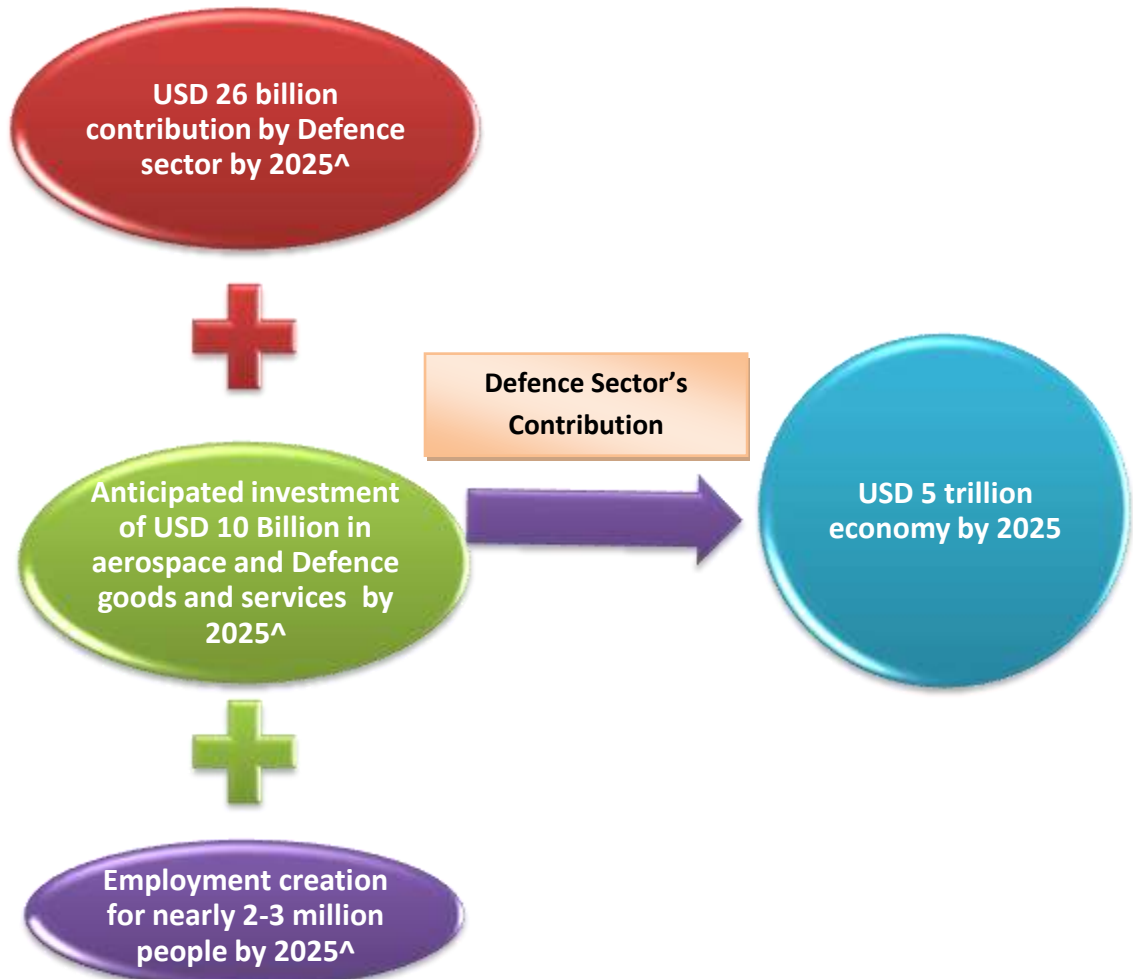 USD 26 billion
contribution by Defence
sector by 2025^
Defence Sector’s
Contribution
Anticipated investment
of USD 10 Billion in
aerospace and Defence
goods and services by
2025^
USD 5 trillion
economy by 2025
Employment creation
for nearly 2-3 million
people by 2025^